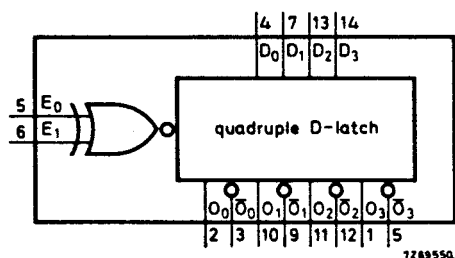 4 7 13 14
D0 D1 D2 D3
5 E0
6 E1
quadruple D-latch
O0 Ō0 O1 Ō1 O2 Ō2 O3 Ō3
2 3 10 9 11 12 1 5
7269550